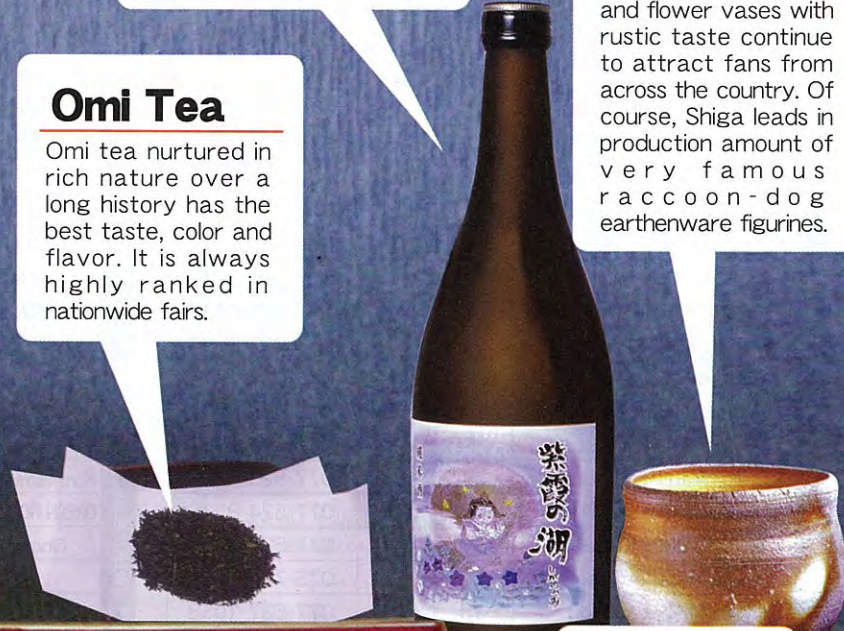 Omi Tea
Omi tea nurtured in
rich nature over a
long history has the
best taste, color and
flavor. It is always
highly ranked in
nationwide fairs.
and flower vases with
rustic taste continue
to attract fans from
across the country. Of
course, Shiga leads in
production amount of
very famous
raccoon-dog
earthenware figurines.
紫霞の湖